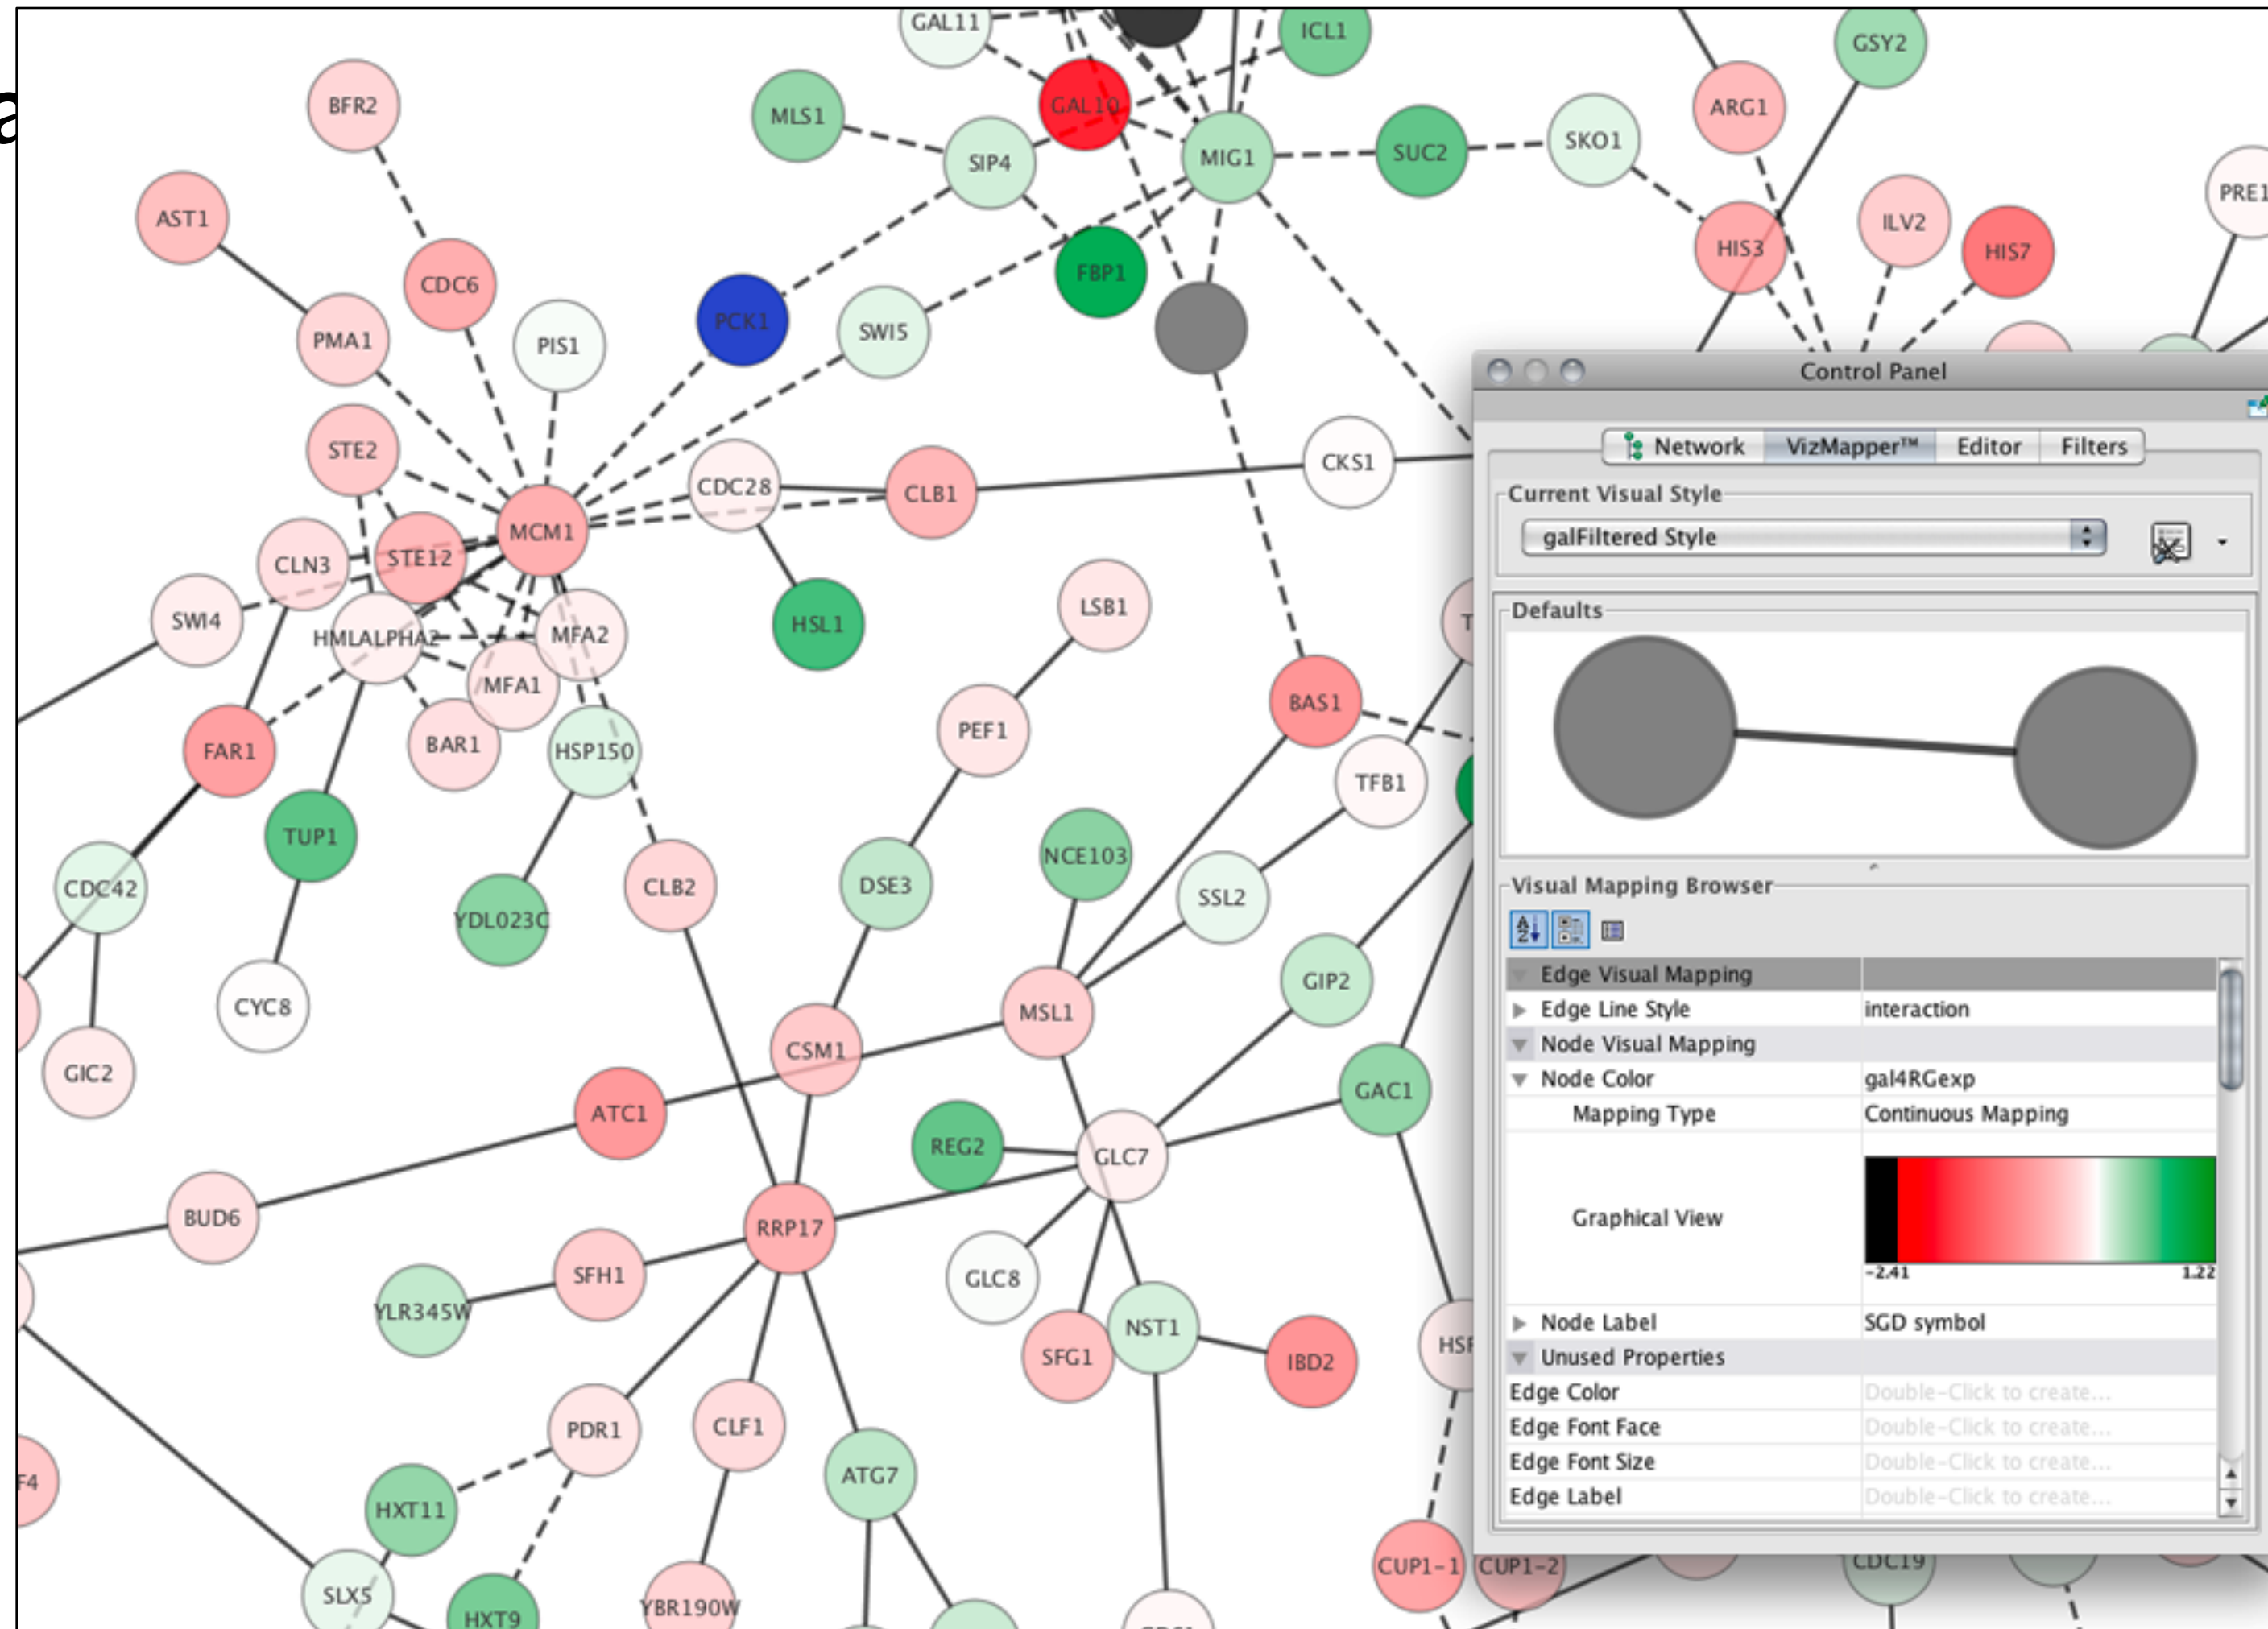 GAL11
ICL1
GSY2
BFR2
MLS1
GAL10
ARG1
SIP4
MIG1
SUC2
SKO1
AST1
PRE1
ILV2
HIS3
HIS7
CDC6
FBP1
PCK1
SWI5
PMA1
PIS1
Control Panel
Network VizMapper™ Editor Filters
STE2
CDC28
CLB1
CKS1
Current Visual Style
galFiltered Style
MCM1
STE12
CLN3
Defaults
SWI4
HMLALPHA2
MFA2
HSL1
LSB1
MFA1
BAS1
PEF1
FAR1
BAR1
HSP150
TFB1
TUP1
NCE103
CDC42
CLB2
DSE3
SSL2
Visual Mapping Browser
YDL023C
Edge Visual Mapping
GIP2
CYC8
MSL1
Edge Line Style interaction
Node Visual Mapping
CSM1
GIC2
Node Color gal4RGexp
GAC1
ATC1
Mapping Type Continuous Mapping
REG2
GLC7
BUD6
RRP17
Graphical View
-2.41 1.22
SFH1
GLC8
YLR345W
NST1
Node Label SGD symbol
SFG1
IBD2
HSF
Unused Properties
Edge Color Double-Click to create...
PDR1
CLF1
Edge Font Face Double-Click to create...
Edge Font Size Double-Click to create...
ATG7
F4
Edge Label Double-Click to create...
HXT11
CUP1-1
CUP1-2
CDC19
SLX5
YBR190W
HXT9